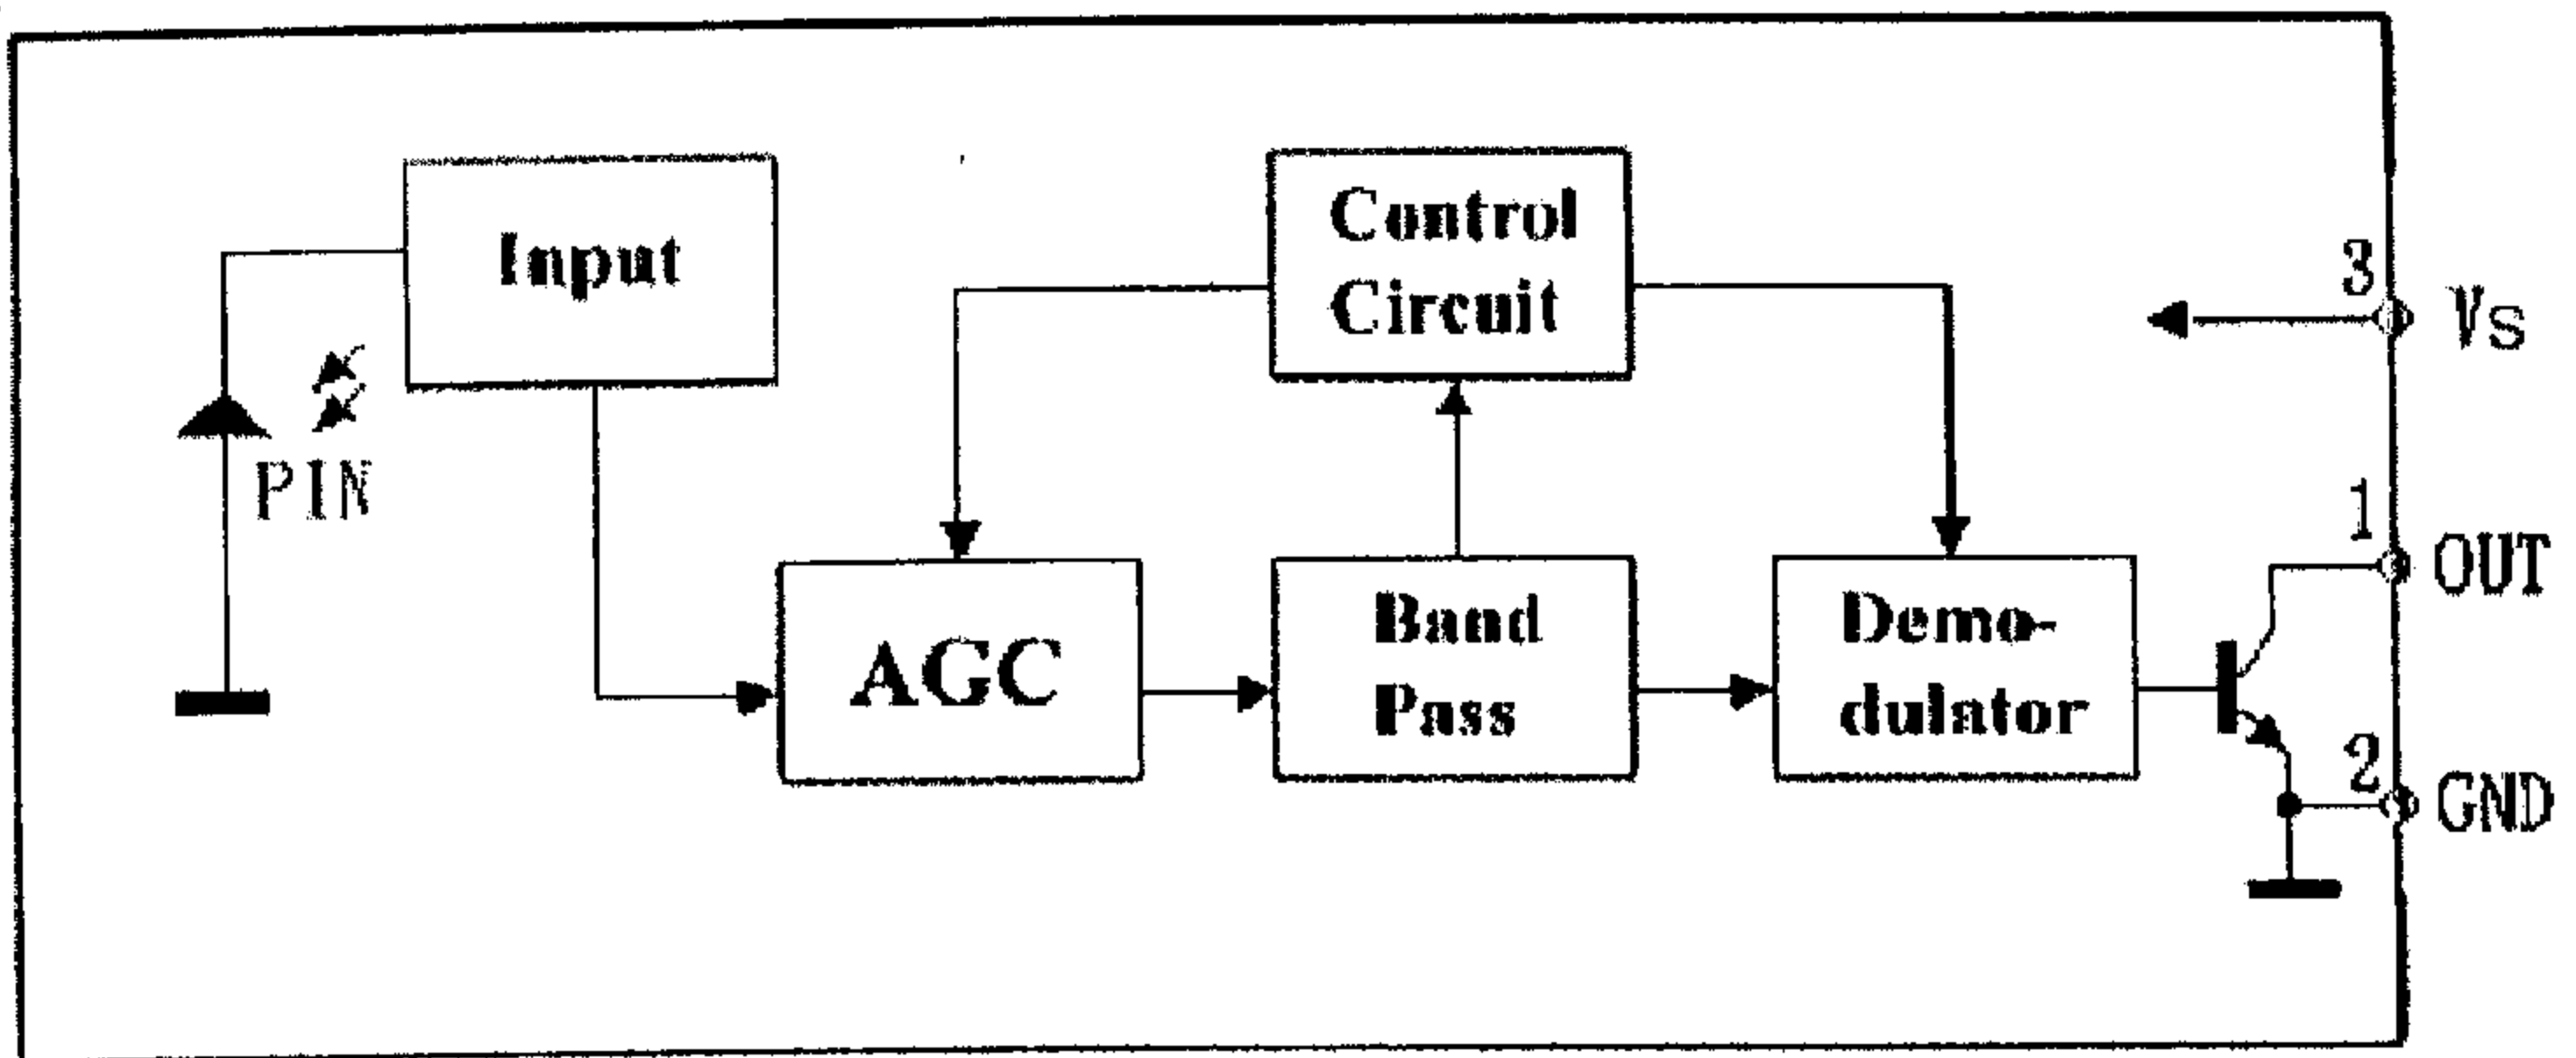 Input
PIN
Control
Circuit
AGC
Band
Pass
Demo-
dulator
3
VS
1
OUT
2
GND